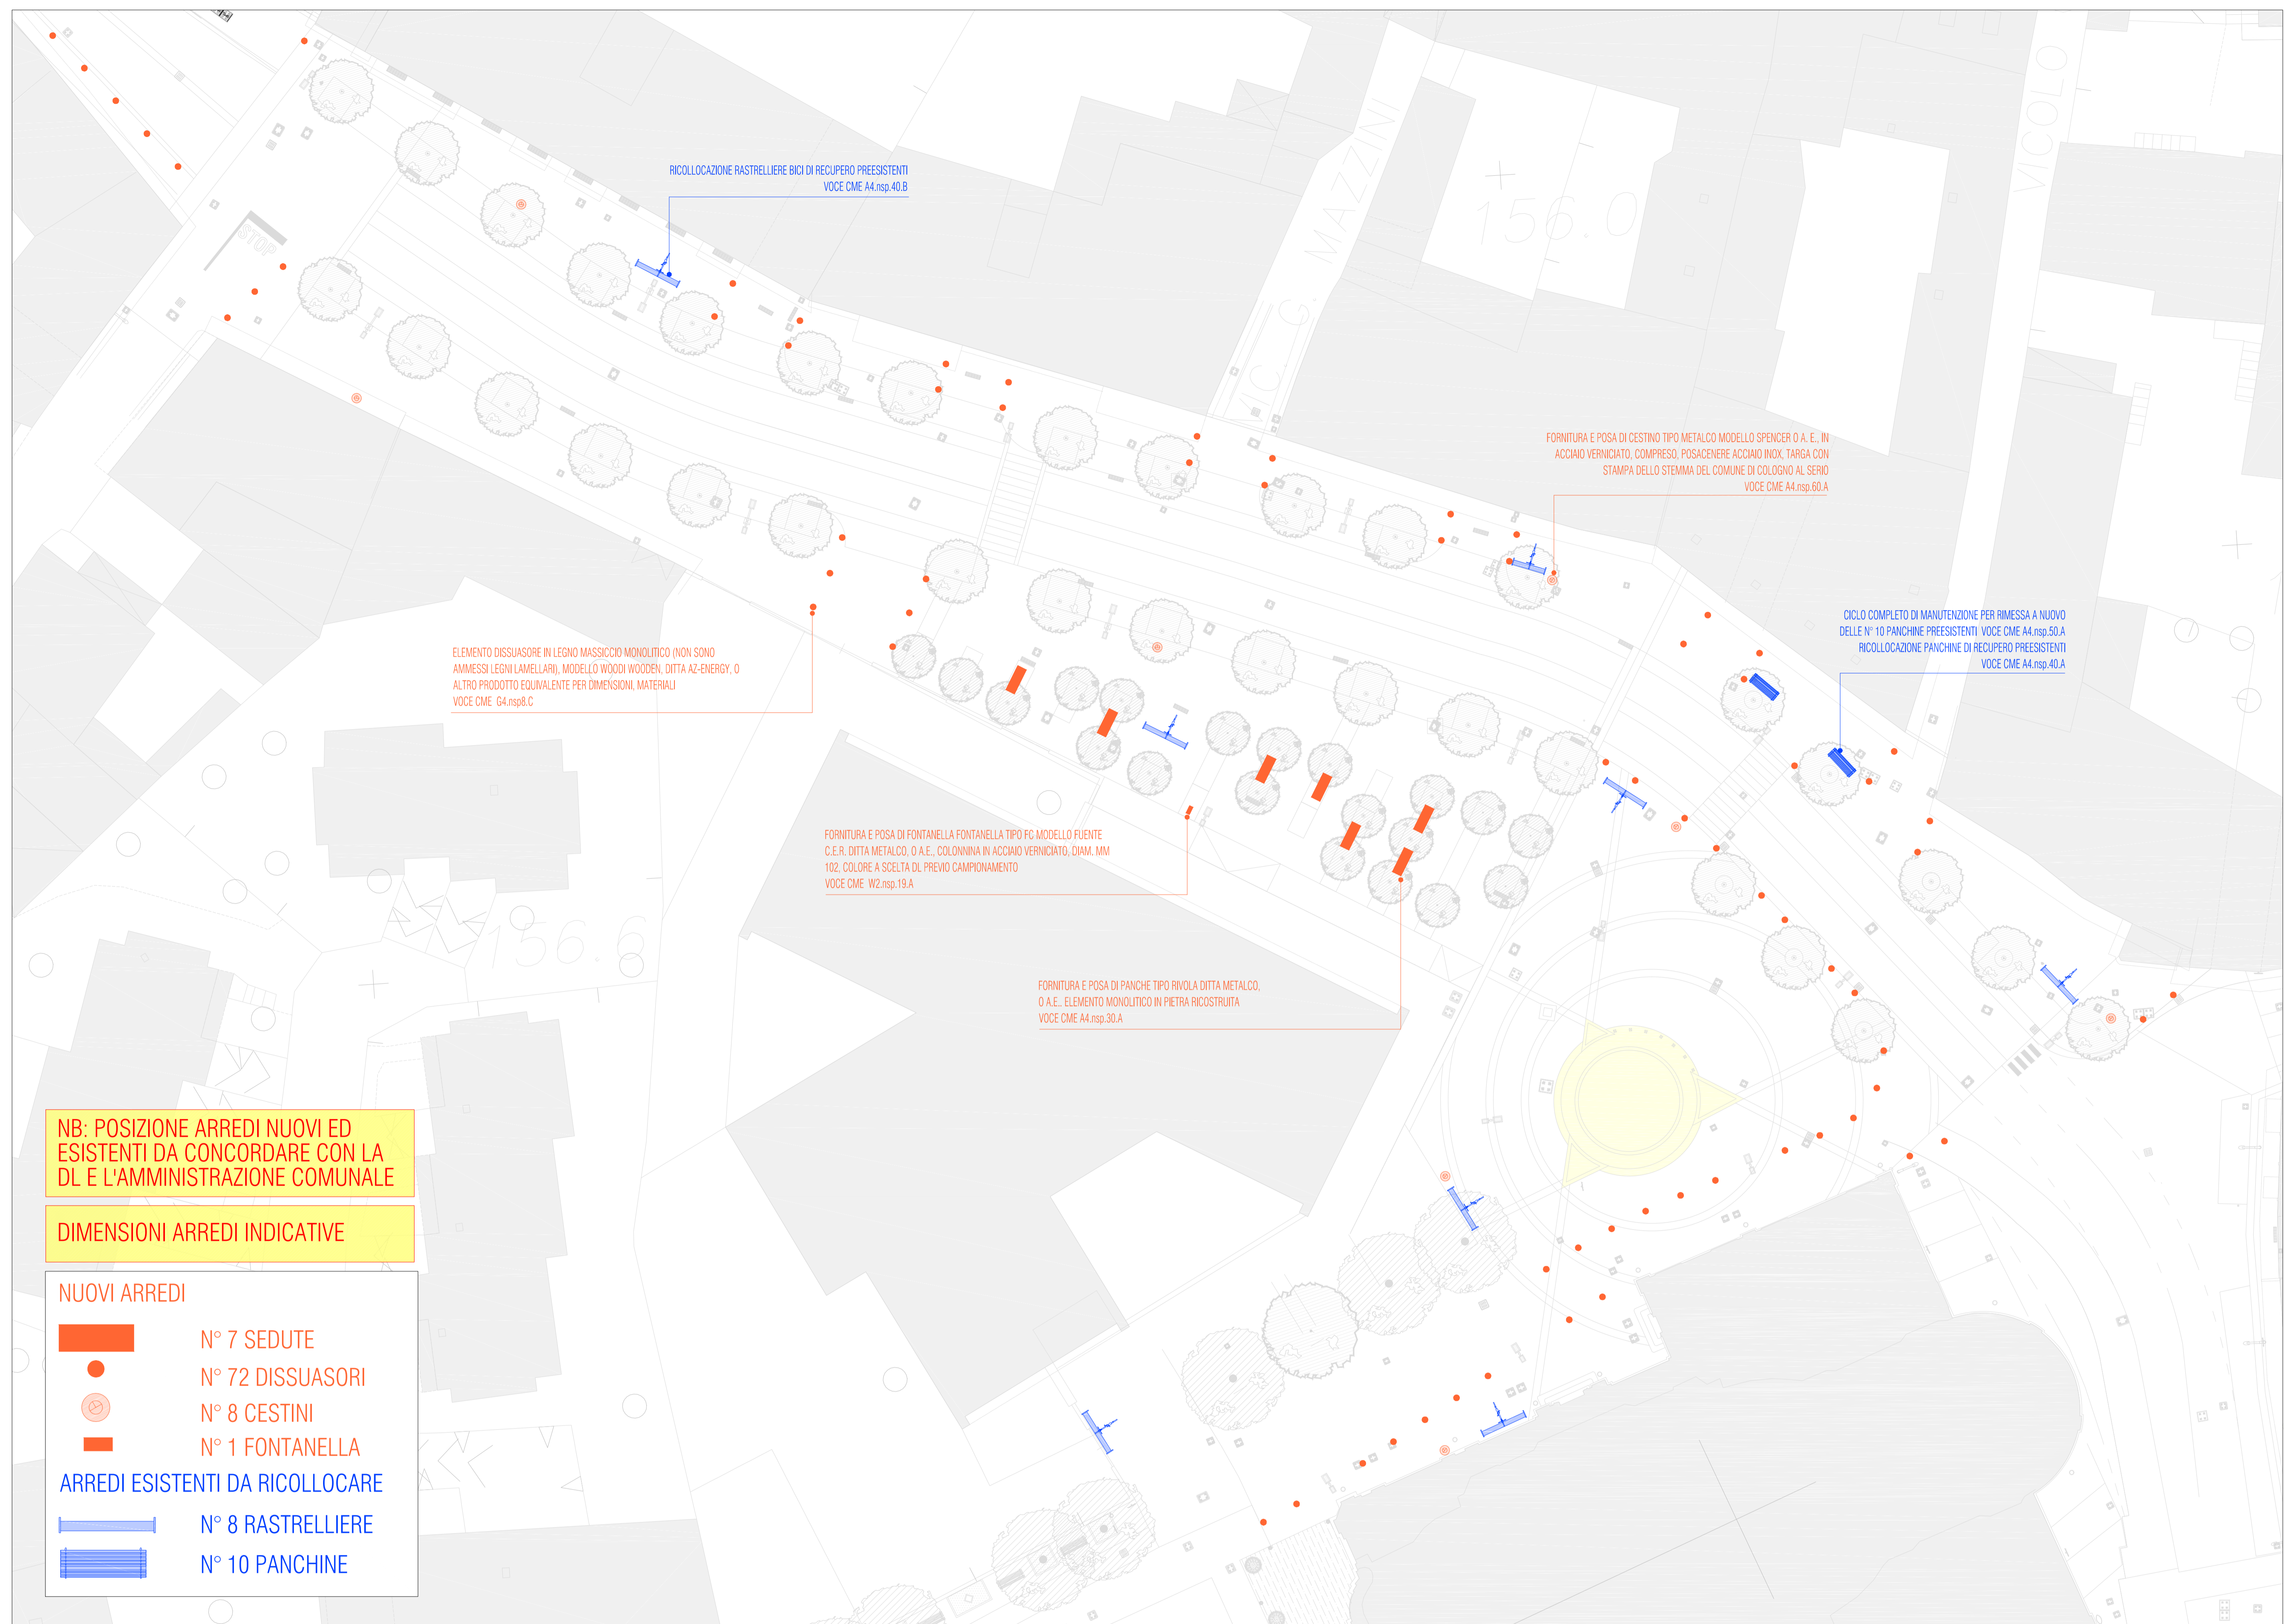 RICOLLOCAZIONE RASTRELLIERE BICI DI RECUPERO PREESISTENTI
VOCE CME A4.nsp.40.B
STOP
VIC. G. MAZZINI
156.0
VICOLO
FORNITURA E POSA DI CESTINO TIPO METALCO MODELLO SPENCER O A. E., IN
ACCIAIO VERNICIATO, COMPRESO, POSACENERE ACCIAIO INOX, TARGA CON
STAMPA DELLO STEMMA DEL COMUNE DI COLOGNO AL SERIO
VOCE CME A4.nsp.60.A
CICLO COMPLETO DI MANUTENZIONE PER RIMESSA A NUOVO
DELLE N° 10 PANCHINE PREESISTENTI VOCE CME A4.nsp.50.A
RICOLLOCAZIONE PANCHINE DI RECUPERO PREESISTENTI
VOCE CME A4.nsp.40.A
ELEMENTO DISSUASORE IN LEGNO MASSICCIO MONOLITICO (NON SONO
AMMESSI LEGNI LAMELLARI), MODELLO WOODI WOODEN, DITTA AZ-ENERGY, O
ALTRO PRODOTTO EQUIVALENTE PER DIMENSIONI, MATERIALI
VOCE CME G4.nsp8.C
FORNITURA E POSA DI FONTANELLA FONTANELLA TIPO FC MODELLO FUENTE
C.E.R. DITTA METALCO, O A.E., COLONNINA IN ACCIAIO VERNICIATO, DIAM, MM
102, COLORE A SCELTA DL PREVIO CAMPIONAMENTO
VOCE CME W2.nsp.19.A
156.6
FORNITURA E POSA DI PANCHE TIPO RIVOLA DITTA METALCO,
O A.E., ELEMENTO MONOLITICO IN PIETRA RICOSTRUITA
VOCE CME A4.nsp.30.A
NB: POSIZIONE ARREDI NUOVI ED
ESISTENTI DA CONCORDARE CON LA
DL E L'AMMINISTRAZIONE COMUNALE
DIMENSIONI ARREDI INDICATIVE
NUOVI ARREDI
N° 7 SEDUTE
N° 72 DISSUASORI
N° 8 CESTINI
N° 1 FONTANELLA
ARREDI ESISTENTI DA RICOLLOCARE
N° 8 RASTRELLIERE
N° 10 PANCHINE